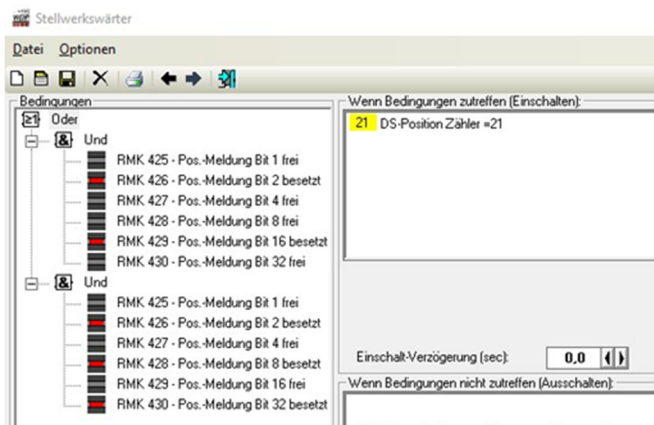 Stellwerkswärter
Datei Optionen
Bedingungen
≥1 Oder
& Und
RMK 425 - Pos.-Meldung Bit 1 frei
RMK 426 - Pos.-Meldung Bit 2 besetzt
RMK 427 - Pos.-Meldung Bit 4 frei
RMK 428 - Pos.-Meldung Bit 8 frei
RMK 429 - Pos.-Meldung Bit 16 besetzt
RMK 430 - Pos.-Meldung Bit 32 frei
& Und
RMK 425 - Pos.-Meldung Bit 1 frei
RMK 426 - Pos.-Meldung Bit 2 besetzt
RMK 427 - Pos.-Meldung Bit 4 frei
RMK 428 - Pos.-Meldung Bit 8 besetzt
RMK 429 - Pos.-Meldung Bit 16 frei
RMK 430 - Pos.-Meldung Bit 32 besetzt
Wenn Bedingungen zutreffen (Einschalten):
21 DS-Position Zähler =21
Einschalt-Verzögerung (sec): 0,0
Wenn Bedingungen nicht zutreffen (Ausschalten):